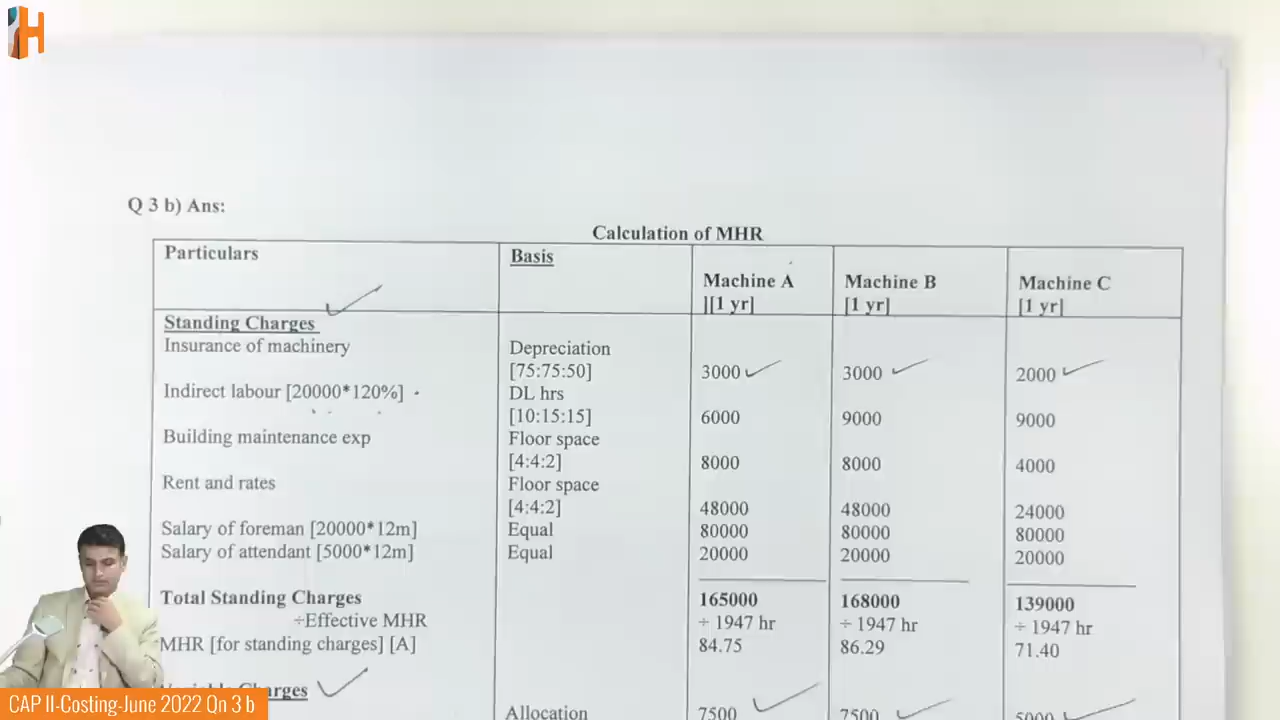 H
Q 3 b) Ans:
Calculation of MHR
Particulars Basis Machine A ][1 yr] Machine B [1 yr] Machine C [1 yr]
Standing Charges
Insurance of machinery Depreciation
[75:75:50] 3000 3000 2000
Indirect labour [20000*120%] DL hrs
[10:15:15] 6000 9000 9000
Building maintenance exp Floor space
[4:4:2] 8000 8000 4000
Rent and rates Floor space
[4:4:2] 48000 48000 24000
Salary of foreman [20000*12m] Equal 80000 80000 80000
Salary of attendant [5000*12m] Equal 20000 20000 20000
Total Standing Charges 165000 168000 139000
÷Effective MHR ÷ 1947 hr ÷ 1947 hr ÷ 1947 hr
MHR [for standing charges] [A] 84.75 86.29 71.40
Charges
Allocation 7500 7500 5000
CAP II-Costing-June 2022 Qn 3 b